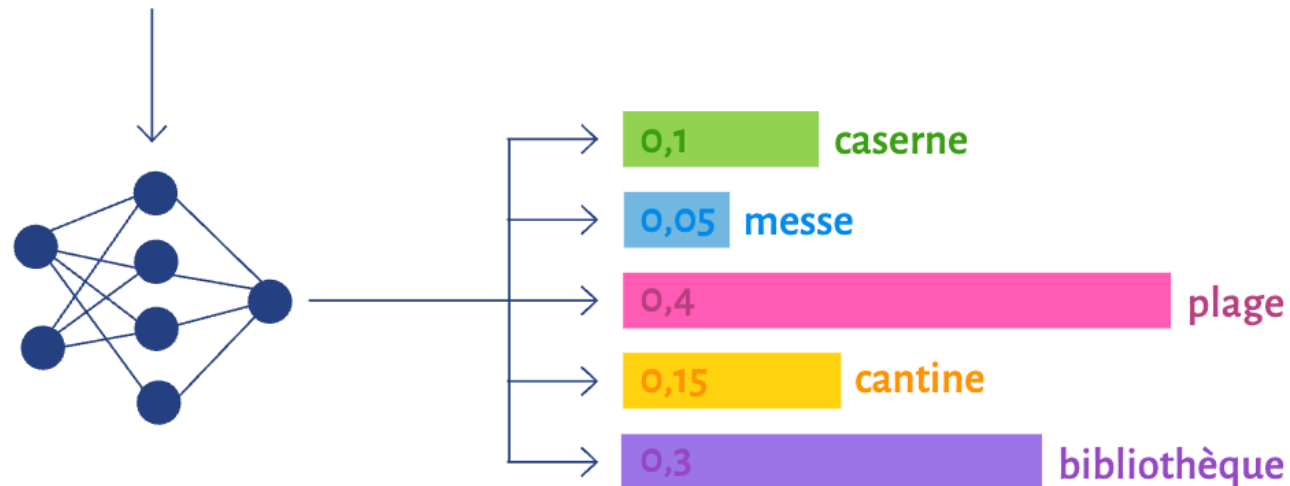 0,1 caserne
0,05 messe
0,4 plage
0,15 cantine
0,3 bibliothèque